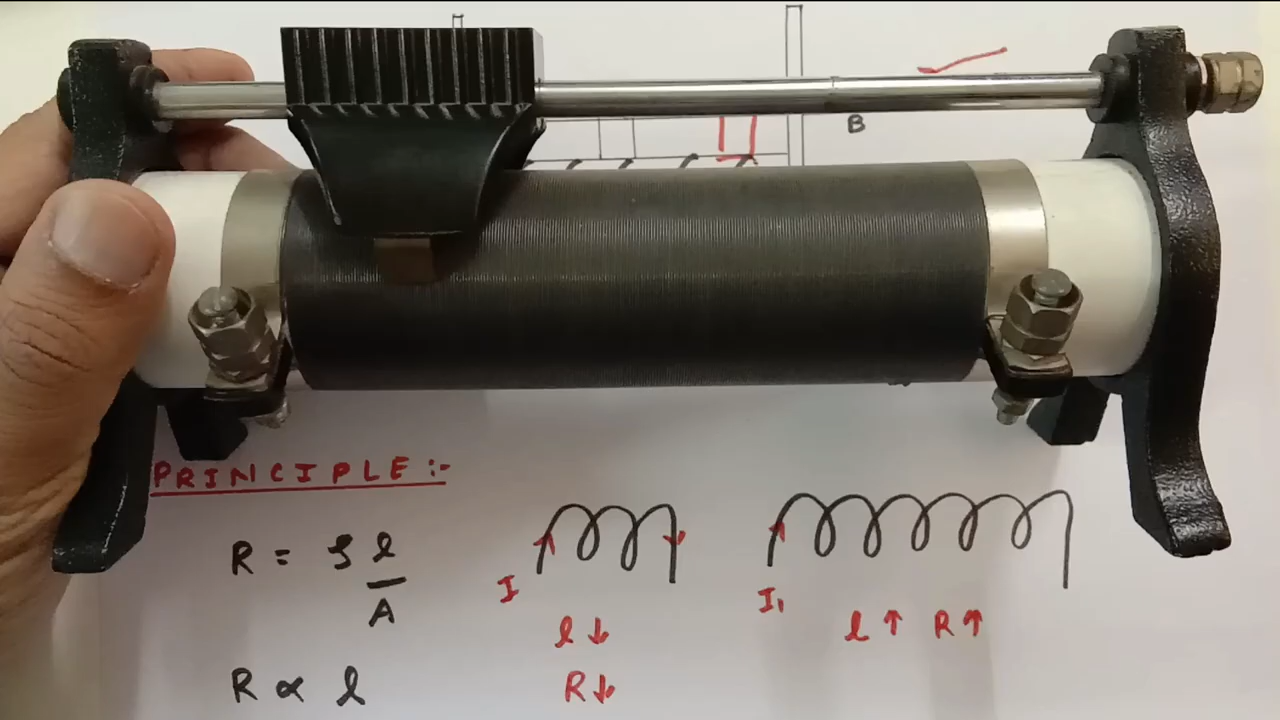 B
PRINCIPLE:-
R = ρ l / A
R ∝ l
I
l ↓
R ↓
I₁
l ↑ R ↑